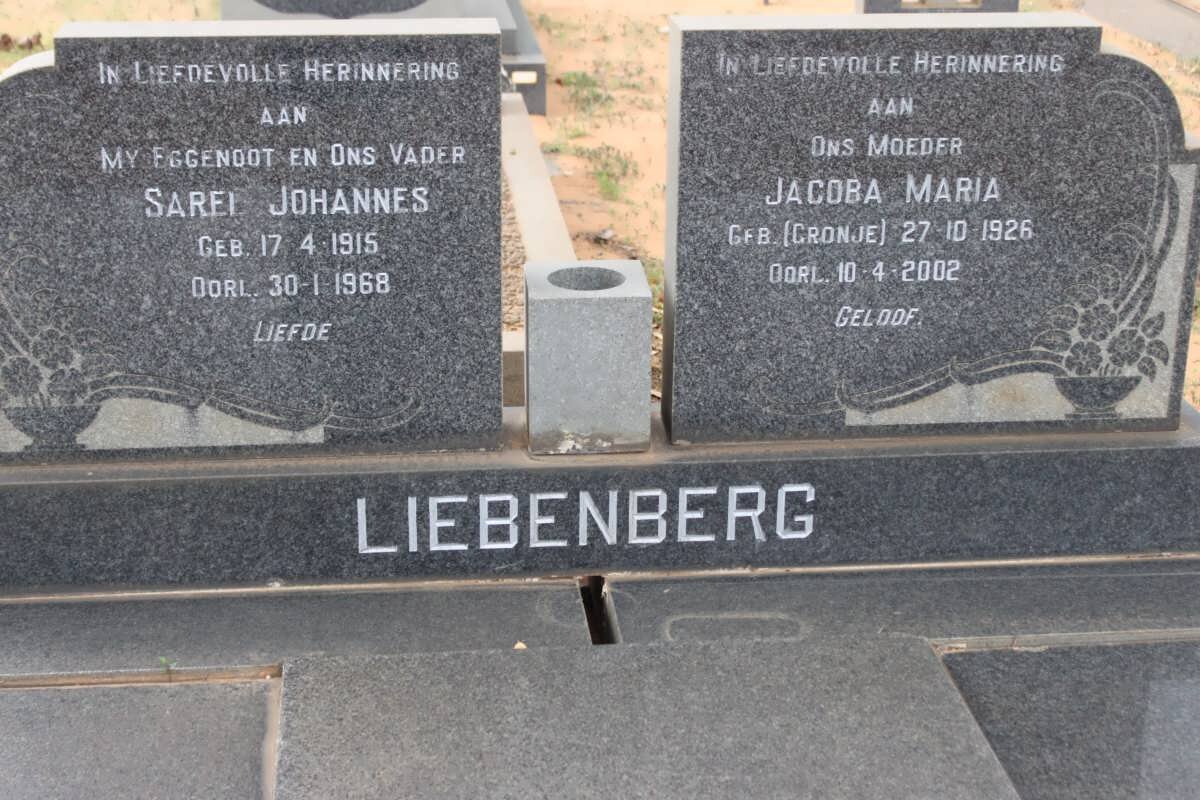 IN LIEFDEVOLLE HERINNERING
AAN
MY EGGENOOT EN ONS VADER
SAREL JOHANNES
GEB. 17-4-1915
OORL. 30-1-1968
LIEFDE
IN LIEFDEVOLLE HERINNERING
AAN
ONS MOEDER
JACOBA MARIA
GEB. (CRONJE) 27-10-1926
OORL. 10-4-2002
GELOOF.
LIEBENBERG